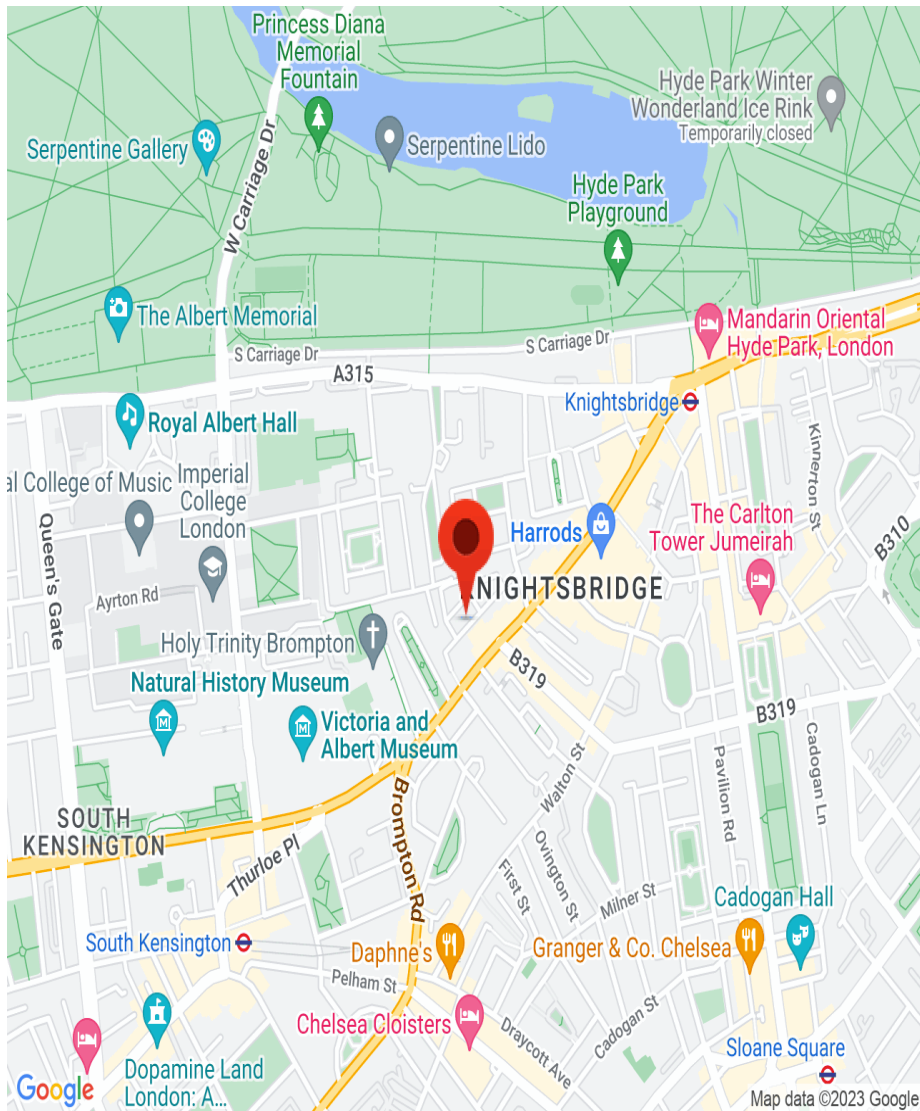 Princess Diana
Memorial
Fountain
Hyde Park Winter
Wonderland Ice Rink
Temporarily closed
Serpentine Gallery
Serpentine Lido
W Carriage Dr
Hyde Park
Playground
The Albert Memorial
Mandarin Oriental
Hyde Park, London
S Carriage Dr
S Carriage Dr
A315
Knightsbridge
Royal Albert Hall
Kinnerton St
al College of Music
Imperial
College
London
Queen's Gate
Harrods
The Carlton
Tower Jumeirah
B310
Ayrton Rd
NIGHTSBRIDGE
Holy Trinity Brompton
B319
Natural History Museum
Victoria and
Albert Museum
B319
Cadogan Ln
Pavilion Rd
Walton St
SOUTH
KENSINGTON
Brompton Rd
Thurloe Pl
Ovington St
First St
Milner St
Cadogan Hall
South Kensington
Daphne's
Granger & Co. Chelsea
Pelham St
Chelsea Cloisters
Draycott Ave
Cadogan St
Sloane Square
Dopamine Land
London: A...
Google
Map data ©2023 Google